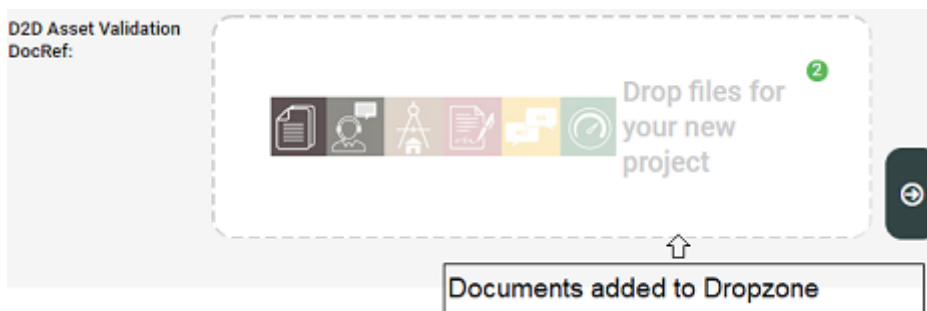 D2D Asset Validation
DocRef:
2
Drop files for
your new
project
Documents added to Dropzone